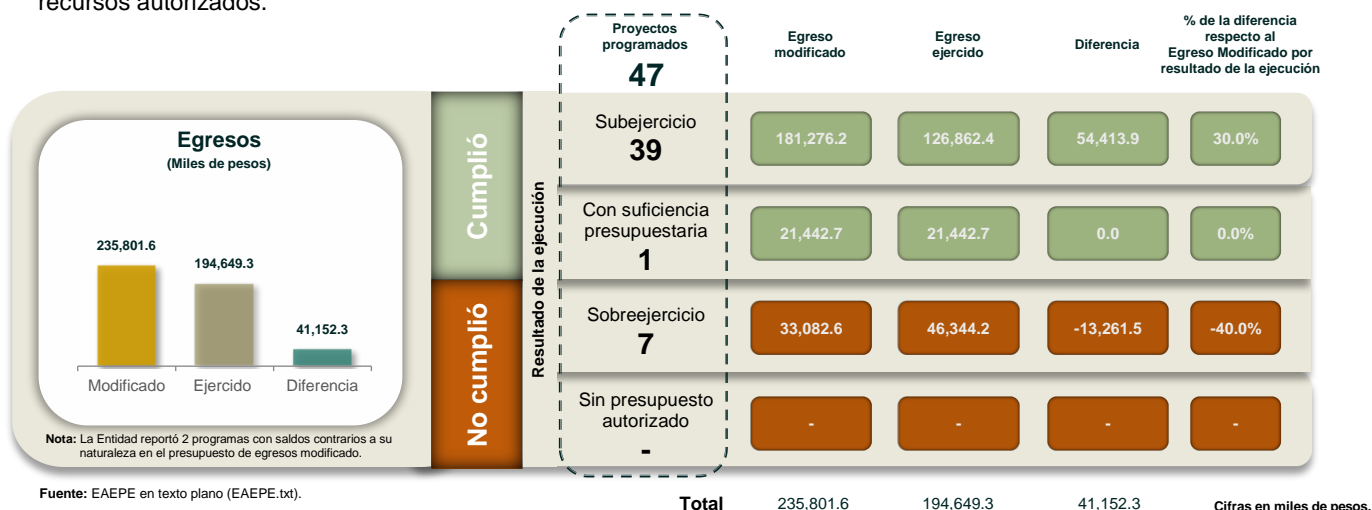 recursos autorizados.
Proyectos
programados
47
Egreso
modificado
Egreso
ejercido
Diferencia
% de la diferencia
respecto al
Egreso Modificado por
resultado de la ejecución
Egresos
(Miles de pesos)
235,801.6
194,649.3
41,152.3
Modificado
Ejercido
Diferencia
Nota: La Entidad reportó 2 programas con saldos contrarios a su
naturaleza en el presupuesto de egresos modificado.
Cumplió
No cumplió
Resultado de la ejecución
Subejercicio
39
181,276.2
126,862.4
54,413.9
30.0%
Con suficiencia
presupuestaria
1
21,442.7
21,442.7
0.0
0.0%
Sobreejercicio
7
33,082.6
46,344.2
-13,261.5
-40.0%
Sin presupuesto
autorizado
-
-
-
-
-
Fuente: EAEPE en texto plano (EAEPE.txt).
Total
235,801.6
194,649.3
41,152.3
Cifras en miles de pesos.